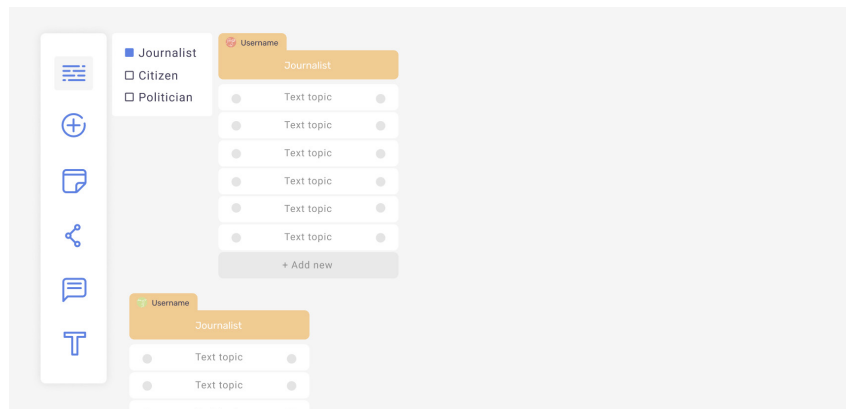 Journalist
Citizen
Politician
Username
Journalist
Text topic
Text topic
Text topic
Text topic
Text topic
Text topic
+ Add new
Username
Journalist
Text topic
Text topic